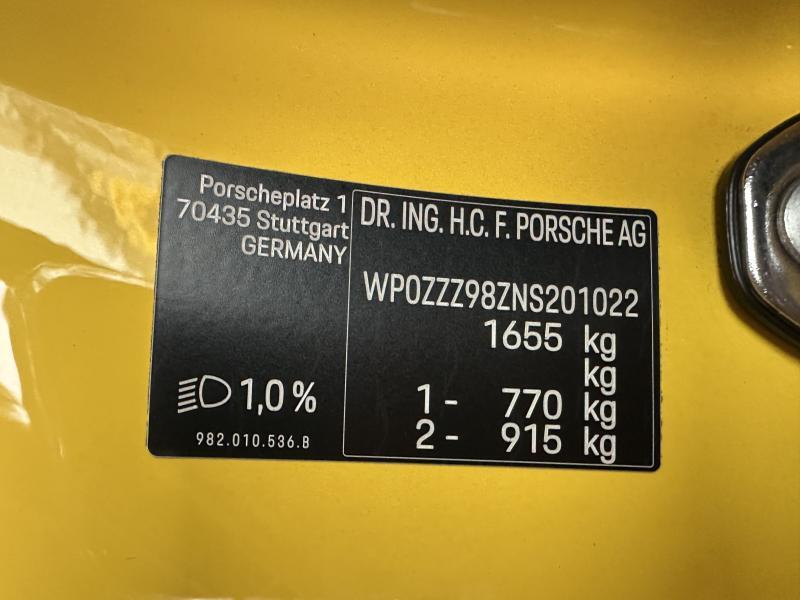 Porscheplatz 1
70435 Stuttgart
GERMANY
1,0 %
982.010.536.B
DR. ING. H.C. F. PORSCHE AG
WP0ZZZ98ZNS201022
1655 kg
kg
1- 770 kg
2- 915 kg